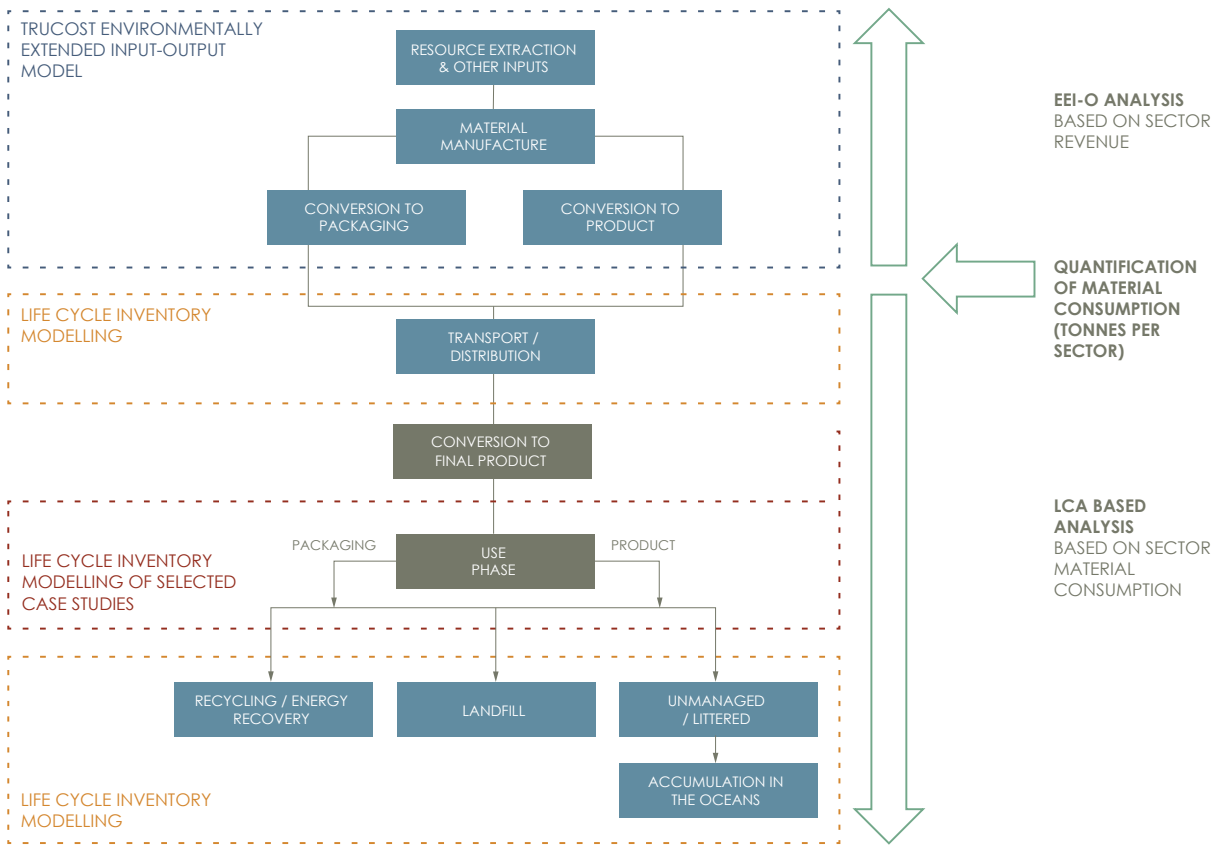 TRUCOST ENVIRONMENTALLY
EXTENDED INPUT-OUTPUT
MODEL
RESOURCE EXTRACTION
& OTHER INPUTS
MATERIAL
MANUFACTURE
CONVERSION TO
PACKAGING
CONVERSION TO
PRODUCT
EEI-O ANALYSIS
BASED ON SECTOR
REVENUE
QUANTIFICATION
OF MATERIAL
CONSUMPTION
(TONNES PER
SECTOR)
LIFE CYCLE INVENTORY
MODELLING
TRANSPORT /
DISTRIBUTION
CONVERSION TO
FINAL PRODUCT
LIFE CYCLE INVENTORY
MODELLING OF SELECTED
CASE STUDIES
PACKAGING
USE
PHASE
PRODUCT
LCA BASED
ANALYSIS
BASED ON SECTOR
MATERIAL
CONSUMPTION
RECYCLING / ENERGY
RECOVERY
LANDFILL
UNMANAGED
/ LITTERED
ACCUMULATION IN
THE OCEANS
LIFE CYCLE INVENTORY
MODELLING